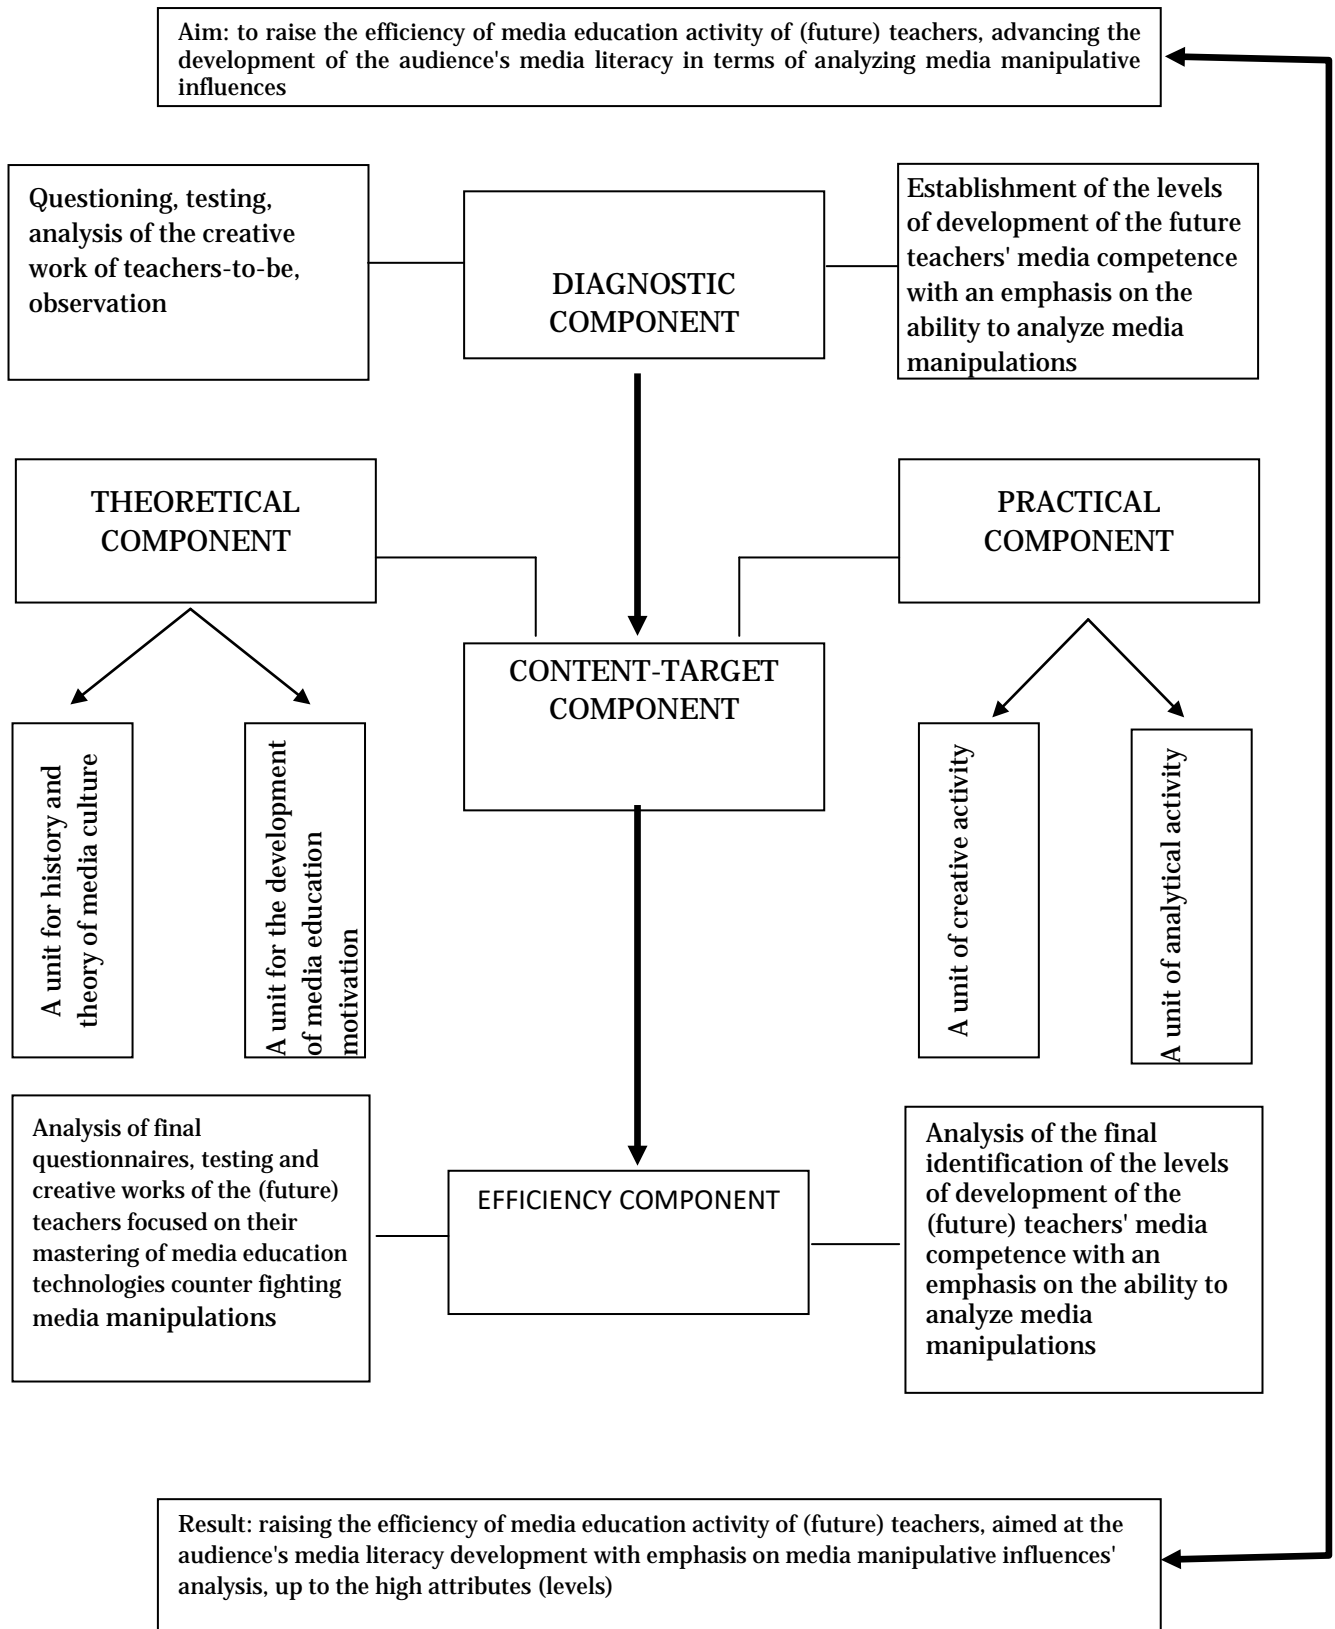 Aim: to raise the efficiency of media education activity of (future) teachers, advancing the
development of the audience's media literacy in terms of analyzing media manipulative
influences
Questioning, testing,
analysis of the creative
work of teachers-to-be,
observation
DIAGNOSTIC
COMPONENT
Establishment of the levels
of development of the future
teachers' media competence
with an emphasis on the
ability to analyze media
manipulations
THEORETICAL
COMPONENT
PRACTICAL
COMPONENT
CONTENT-TARGET
COMPONENT
A unit for history and
theory of media culture
A unit for the development
of media education
motivation
A unit of creative activity
A unit of analytical activity
Analysis of final
questionnaires, testing and
creative works of the (future)
teachers focused on their
mastering of media education
technologies counter fighting
media manipulations
EFFICIENCY COMPONENT
Analysis of the final
identification of the levels
of development of the
(future) teachers' media
competence with an
emphasis on the ability to
analyze media
manipulations
Result: raising the efficiency of media education activity of (future) teachers, aimed at the
audience's media literacy development with emphasis on media manipulative influences'
analysis, up to the high attributes (levels)